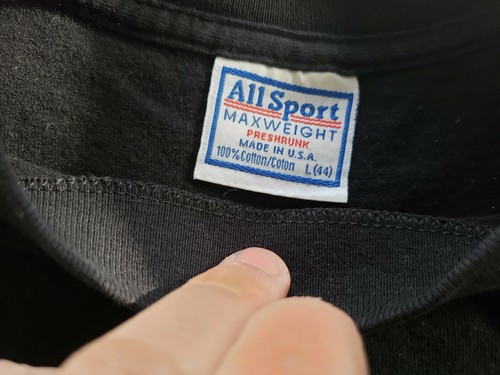 All Sport
MAXWEIGHT
PRESHRUNK
MADE IN U.S.A.
100% Cotton/Coton L (44)